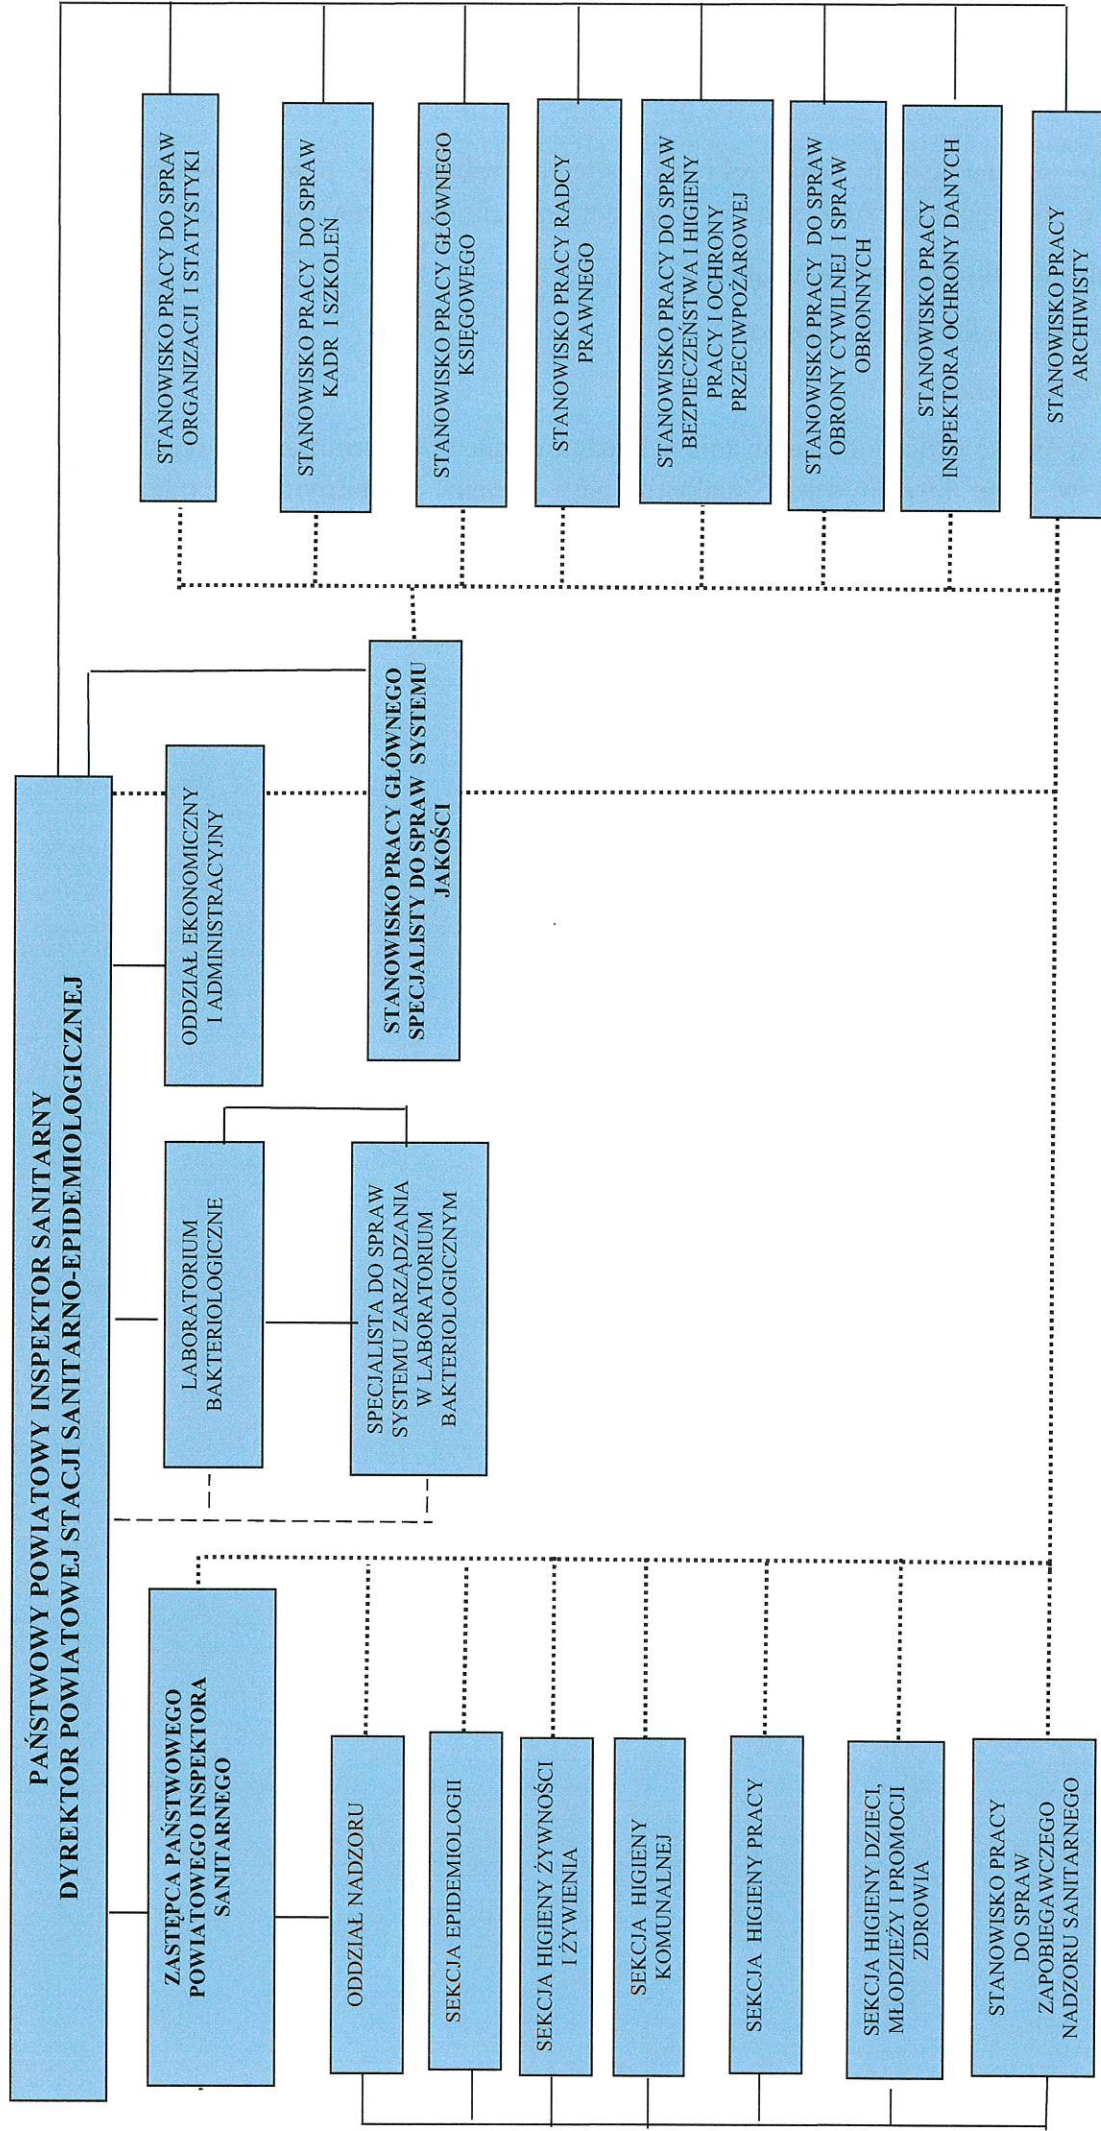 PAŃSTWOWY POWIATOWY INSPEKTOR SANITARNY
DYREKTOR POWIATOWEJ STACJI SANITARNO-EPIDEMIOLOGICZNEJ
ZASTĘPCA PAŃSTWOWEGO
POWIATOWEGO INSPEKTORA
SANITARNEGO
ODDZIAŁ NADZORU
SEKCJA EPIDEMIOLOGII
SEKCJA HIGIENY ŻYWNOŚCI
I ŻYWIENIA
SEKCJA HIGIENY
KOMUNALNEJ
SEKCJA HIGIENY PRACY
SEKCJA HIGIENY DZIECI,
MŁODZIEŻY I PROMOCJI
ZDROWIA
STANOWISKO PRACY
DO SPRAW
ZAPOBIEGAWCZEGO
NADZORU SANITARNEGO
LABORATORIUM
BAKTERIOLOGICZNE
SPECJALISTA DO SPRAW
SYSTEMU ZARZĄDZANIA
W LABORATORIUM
BAKTERIOLOGICZNYM
ODDZIAŁ EKONOMICZNY
I ADMINISTRACYJNY
STANOWISKO PRACY GŁÓWNEGO
SPECJALISTY DO SPRAW SYSTEMU
JAKOŚCI
STANOWISKO PRACY DO SPRAW
ORGANIZACJI I STATYSTYKI
STANOWISKO PRACY DO SPRAW
KADR I SZKOLEŃ
STANOWISKO PRACY GŁÓWNEGO
KSIĘGOWEGO
STANOWISKO PRACY RADCY
PRAWNEGO
STANOWISKO PRACY DO SPRAW
BEZPIECZEŃSTWA I HIGIENY
PRACY I OCHRONY
PRZECIWPOŻAROWEJ
STANOWISKO PRACY DO SPRAW
OBRONY CYWILNEJ I SPRAW
OBRONNYCH
STANOWISKO PRACY
INSPEKTORA OCHRONY DANYCH
STANOWISKO PRACY
ARCHIWISTY